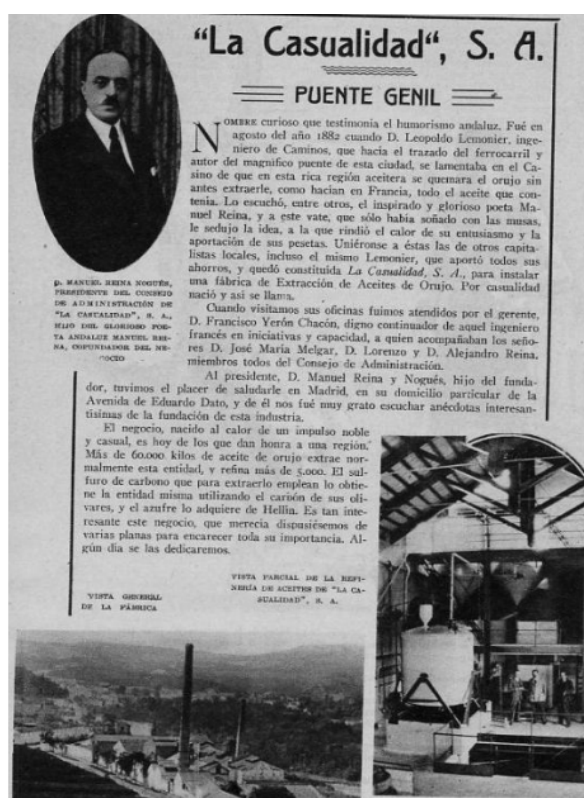 "La Casualidad", S. A.
PUENTE GENIL
NOMBRE curioso que testimonia el humorismo andaluz. Fué en
agosto del año 1882 cuando D. Leopoldo Lemonier, inge-
niero de Caminos, que hacia el trazado del ferrocarril y
autor del magnifico puente de esta ciudad, se lamentaba en el Ca-
sino de que en esta rica región aceitera se quemara el orujo sin
antes extraerle, como hacian en Francia, todo el aceite que con-
tenia. Lo escuchó, entre otros, el inspirado y glorioso poeta Ma-
nuel Reina, y a este vate, que sólo había soñado con las musas,
le sedujo la idea, a la que rindió el calor de su entusiasmo y la
aportación de sus pesetas. Uniéronse a éstas las de otros capita-
listas locales, incluso el mismo Lemonier, que aportó todos sus
ahorros, y quedó constituída La Casualidad, S. A., para instalar
una fábrica de Extracción de Aceites de Orujo. Por casualidad
nació y asi se llama.
Cuando visitamos sus oficinas fuimos atendidos por el gerente,
D. Francisco Yerón Chacón, digno continuador de aquel ingeniero
francés en iniciativas y capacidad, a quien acompañaban los seño-
res D. José Maria Melgar, D. Lorenzo y D. Alejandro Reina,
miembros todos del Consejo de Administración.
Al presidente, D. Manuel Reina y Nogués, hijo del funda-
dor, tuvimos el placer de saludarle en Madrid, en su domicilio particular de la
Avenida de Eduardo Dato, y de él nos fué muy grato escuchar anécdotas interesan-
tisimas de la fundación de esta industria.
El negocio, nacido al calor de un impulso noble
y casual, es hoy de los que dan honra a una región.
Más de 60.000 kilos de aceite de orujo extrae nor-
malmente esta entidad, y refina más de 5.000. El sul-
furo de carbono que para extraerlo emplean lo obtie-
ne la entidad misma utilizando el carbón de sus oli-
vares, y el azufre lo adquiere de Hellin. Es tan inte-
resante este negocio, que merecia dispusiésemos de
varias planas para encarecer toda su importancia. Al-
gún dia se las dedicaremos.
D. MANUEL REINA NOGUÉS,
PRESIDENTE DEL CONSEJO
DE ADMINISTRACIÓN DE
"LA CASUALIDAD", S. A.,
HIJO DEL GLORIOSO POE-
TA ANDALUZ MANUEL REI-
NA, COFUNDADOR DEL NE-
GOCIO
VISTA GENERAL
DE LA FÁBRICA
VISTA PARCIAL DE LA REFI-
NERÍA DE ACEITES DE "LA CA-
SUALIDAD", S. A.